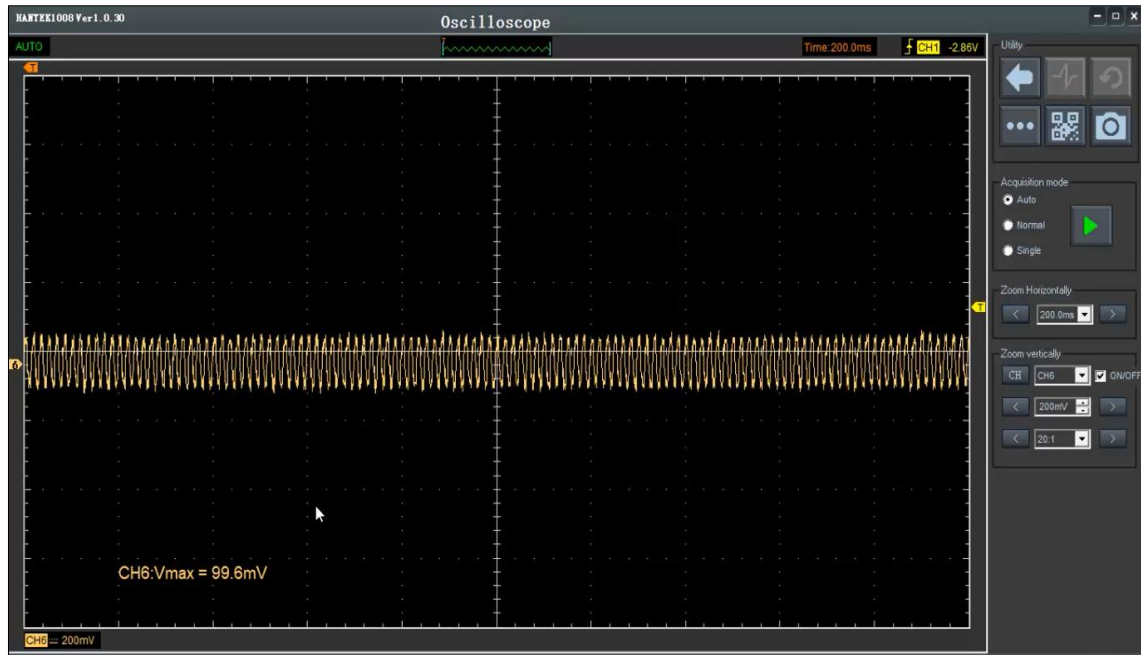 HANTEK1008 Ver1.0.30
Oscilloscope
AUTO
T
Time:200.0ms
CH1 -2.86V
T
T
6
CH6:Vmax = 99.6mV
CH6 200mV
Utility
Acquisition mode
Auto
Normal
Single
Zoom Horizontally
< 200.0ms >
Zoom vertically
CH CH6 ON/OFF
< 200mV >
< 20:1 >